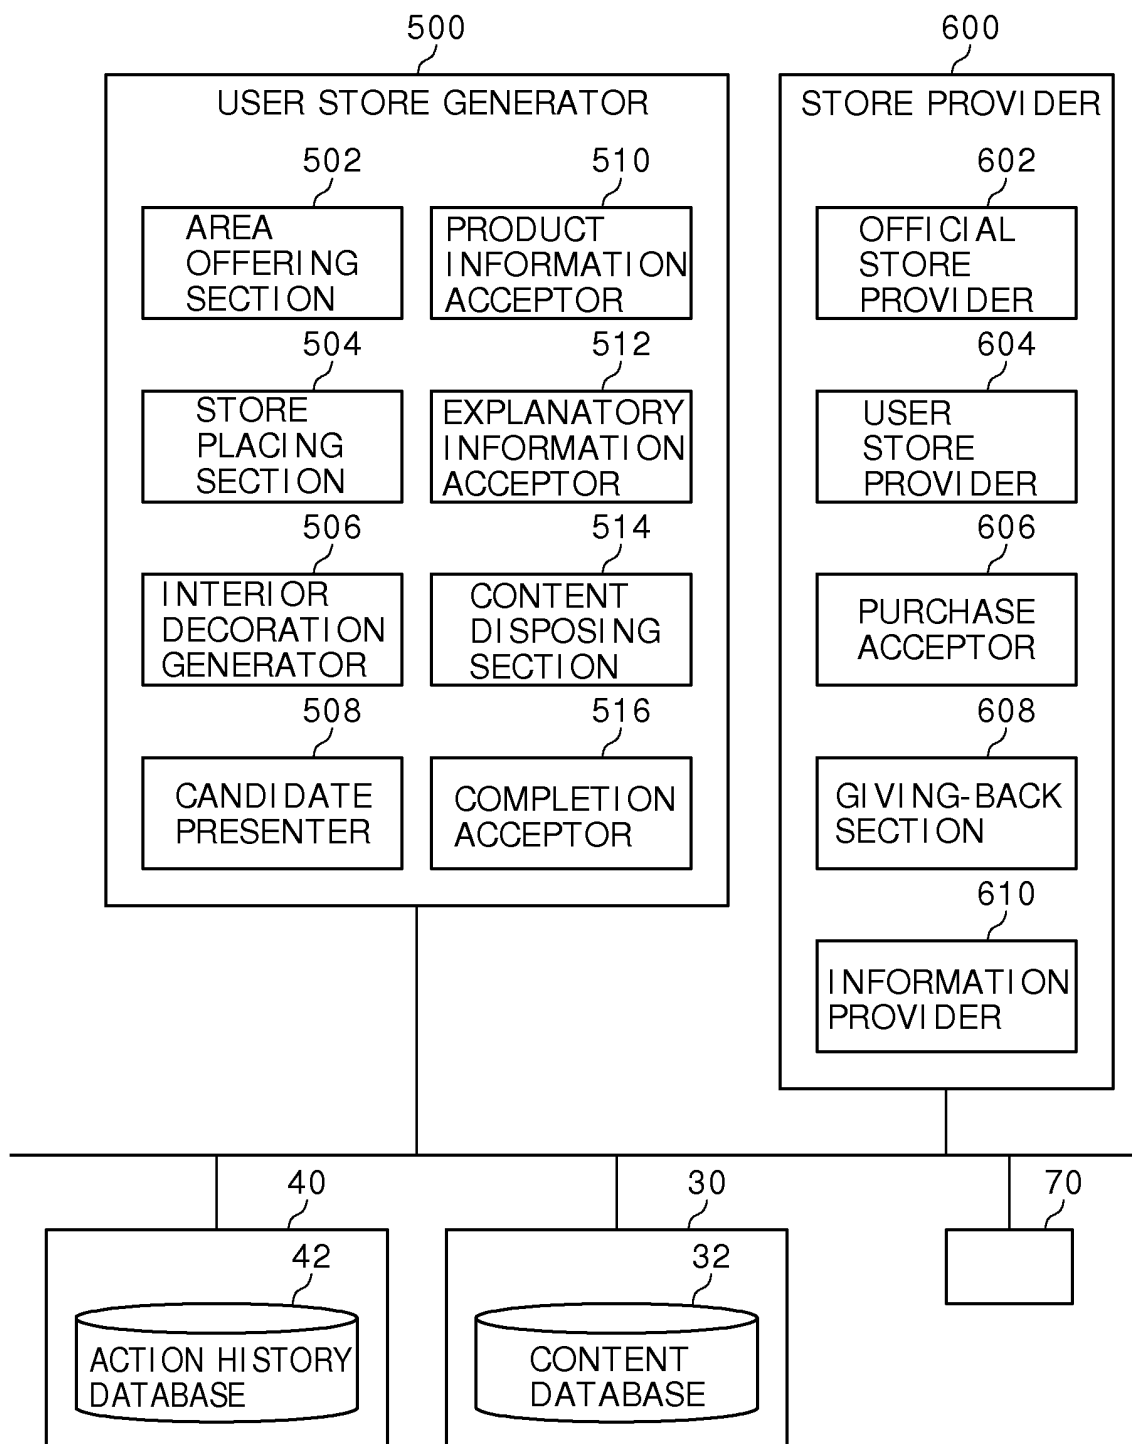 500
USER STORE GENERATOR
502
AREA
OFFERING
SECTION
510
PRODUCT
INFORMATION
ACCEPTOR
504
STORE
PLACING
SECTION
512
EXPLANATORY
INFORMATION
ACCEPTOR
506
INTERIOR
DECORATION
GENERATOR
514
CONTENT
DISPOSING
SECTION
508
CANDIDATE
PRESENTER
516
COMPLETION
ACCEPTOR
600
STORE PROVIDER
602
OFFICIAL
STORE
PROVIDER
604
USER
STORE
PROVIDER
606
PURCHASE
ACCEPTOR
608
GIVING-BACK
SECTION
610
INFORMATION
PROVIDER
40
42
ACTION HISTORY
DATABASE
30
32
CONTENT
DATABASE
70